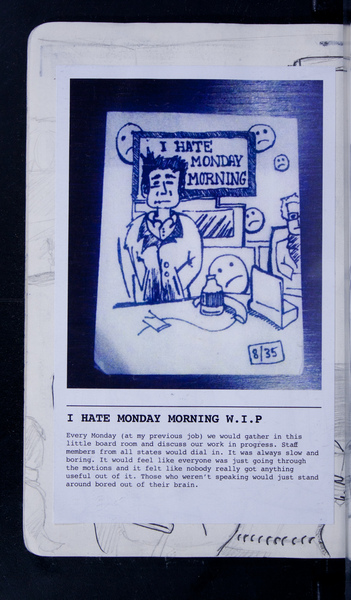 I HATE
MONDAY
MORNING
8/35
I HATE MONDAY MORNING W.I.P
Every Monday (at my previous job) we would gather in this
little board room and discuss our work in progress. Staff
members from all states would dial in. It was always slow and
boring. It would feel like everyone was just going through
the motions and it felt like nobody really got anything
useful out of it. Those who weren't speaking would just stand
around bored out of their brain.